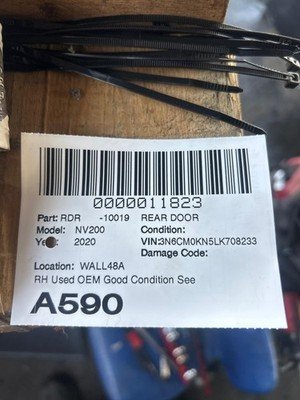 0000011823
Part: RDR -10019 REAR DOOR
Model: NV200 Condition:
Year: 2020 VIN:3N6CM0KN5LK708233
Damage Code:
Location: WALL48A
RH Used OEM Good Condition See
A590